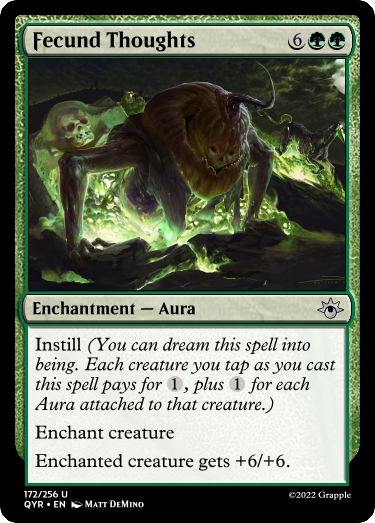 Fecund Thoughts 6
Enchantment — Aura
Instill (You can dream this spell into
being. Each creature you tap as you cast
this spell pays for 1, plus 1 for each
Aura attached to that creature.)
Enchant creature
Enchanted creature gets +6/+6.
172/256 U
QYR • EN Matt DeMino
©2022 Grapple